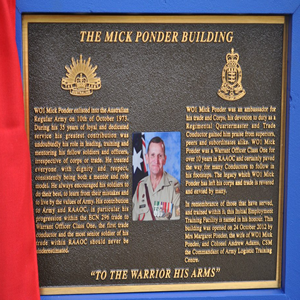 THE MICK PONDER BUILDING
WO1 Mick Ponder enlisted into the Australian
Regular Army on 10th of October 1973.
During his 35 years of loyal and dedicated
service his greatest contribution was
undoubtedly his role in leading, training and
mentoring his fellow soldiers and officers,
irrespective of corps or trade. He treated
everyone with dignity and respect,
consistently being both a mentor and role
model. He always encouraged his soldiers to
do their best, to learn from their mistakes and
to live by the values of Army. His contribution
to Army and RAAOC, in particular his
progression within the ECN 296 trade to
Warrant Officer Class One, the first trade
conductor and the most senior soldier of his
trade within RAAOC should never be
underestimated.
WO1 Mick Ponder was an ambassador for
his trade and Corps, his devotion to duty as a
Regimental Quartermaster and Trade
Conductor gained him praise from superiors,
peers and subordinates alike. WO1 Mick
Ponder was a Warrant Officer Class One for
over 10 years in RAAOC and certainly paved
the way for many Conductors to follow in
his footsteps. The legacy which WO1 Ponder
has left his corps and trade is revered
and envied by many.
In remembrance of those that have served,
and trained within it, this Initial Employment
Training Facility is named in his honour. This
building was opened on 24 October 2012 by
Mrs Margaret Ponder, the wife of WO1 Mick
Ponder, and Colonel Andrew Adams, CSM
the Commandant of Army Logistic Training
Centre.
"TO THE WARRIOR HIS ARMS"